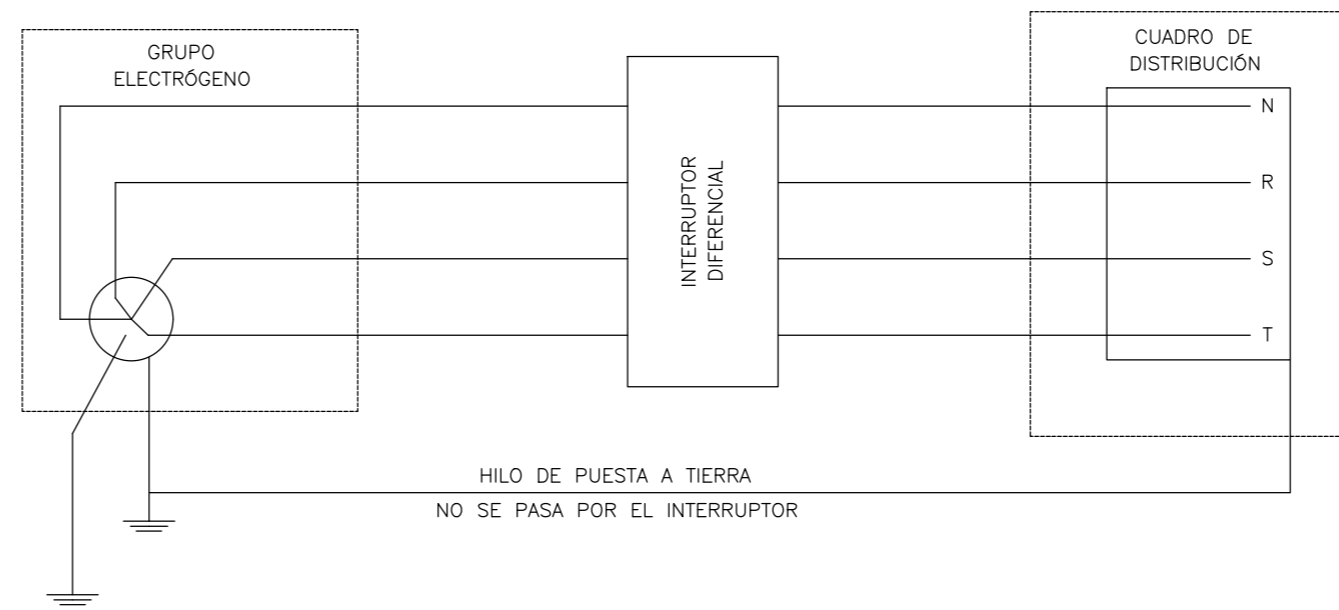 GRUPO
ELECTRÓGENO
INTERRUPTOR
DIFERENCIAL
CUADRO DE
DISTRIBUCIÓN
N
R
S
T
HILO DE PUESTA A TIERRA
NO SE PASA POR EL INTERRUPTOR